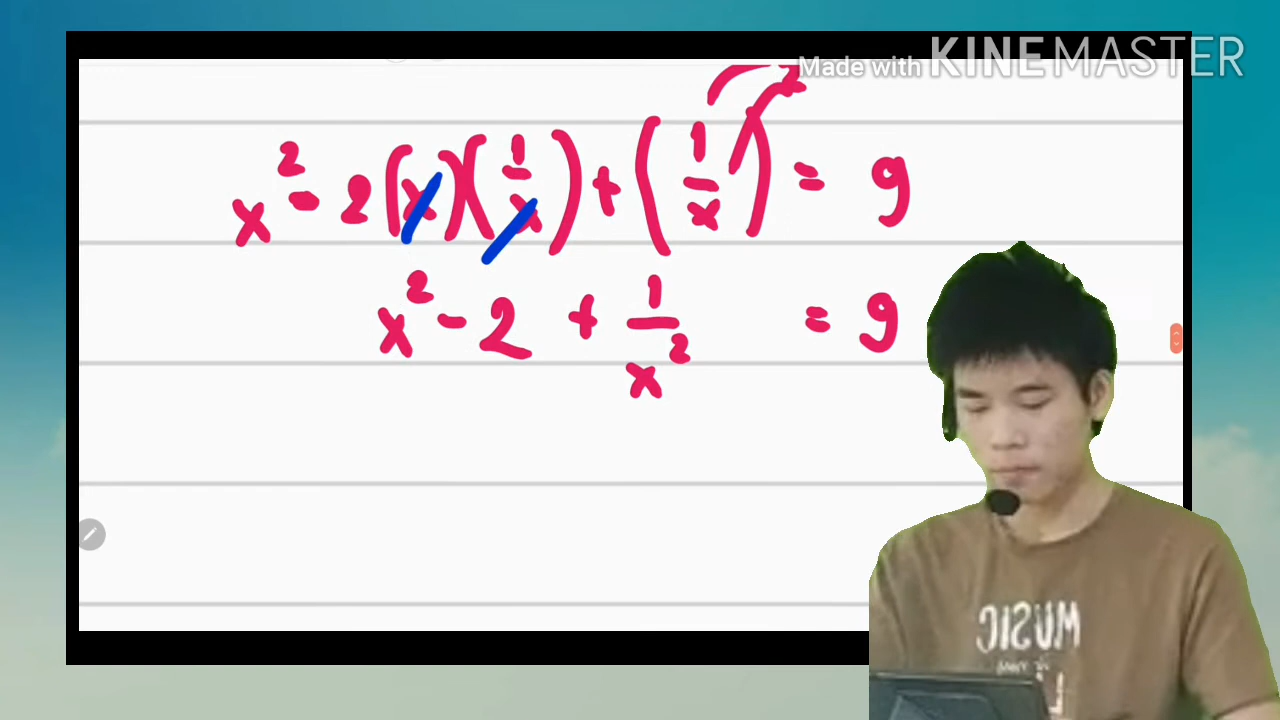 Made with KINEMASTER
x² - 2(x)(1/x) + (1/x)² = 9
x² - 2 + 1/x² = 9
MUSIC